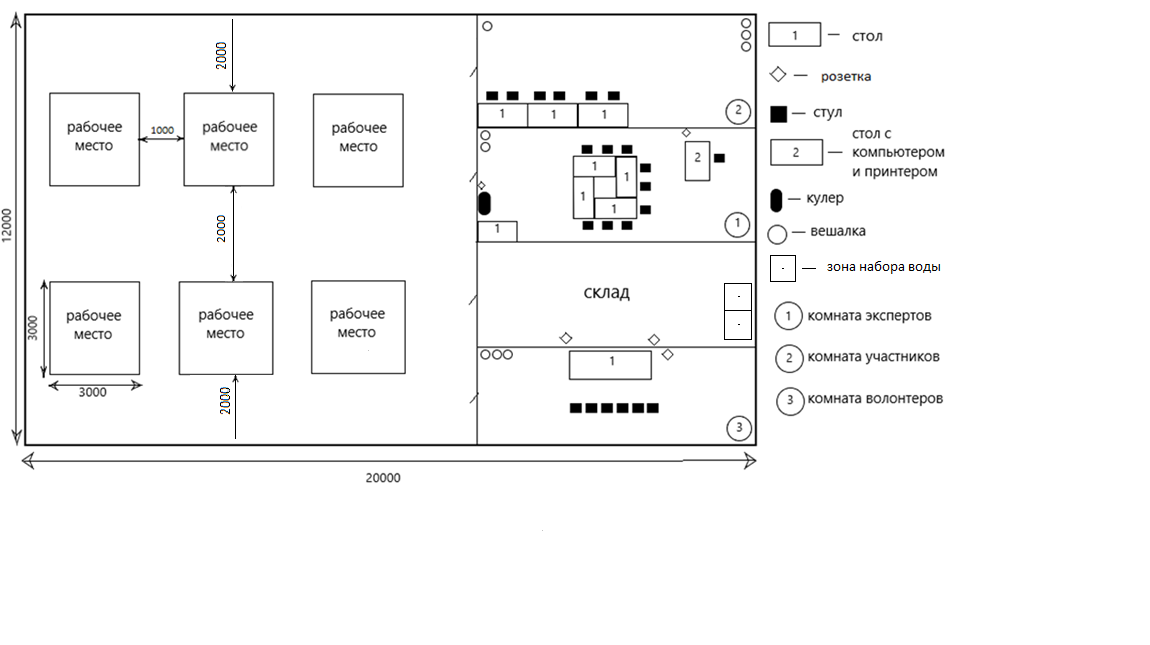 2000
рабочее
место
1000
рабочее
место
рабочее
место
2000
12000
рабочее
место
рабочее
место
рабочее
место
3000
3000
2000
20000
1
1
1
2
1
1
1
1
2
1
1
склад
1
3
1
стол
розетка
стул
2
стол с
компьютером
и принтером
кулер
вешалка
зона набора воды
1
комната экспертов
2
комната участников
3
комната волонтеров